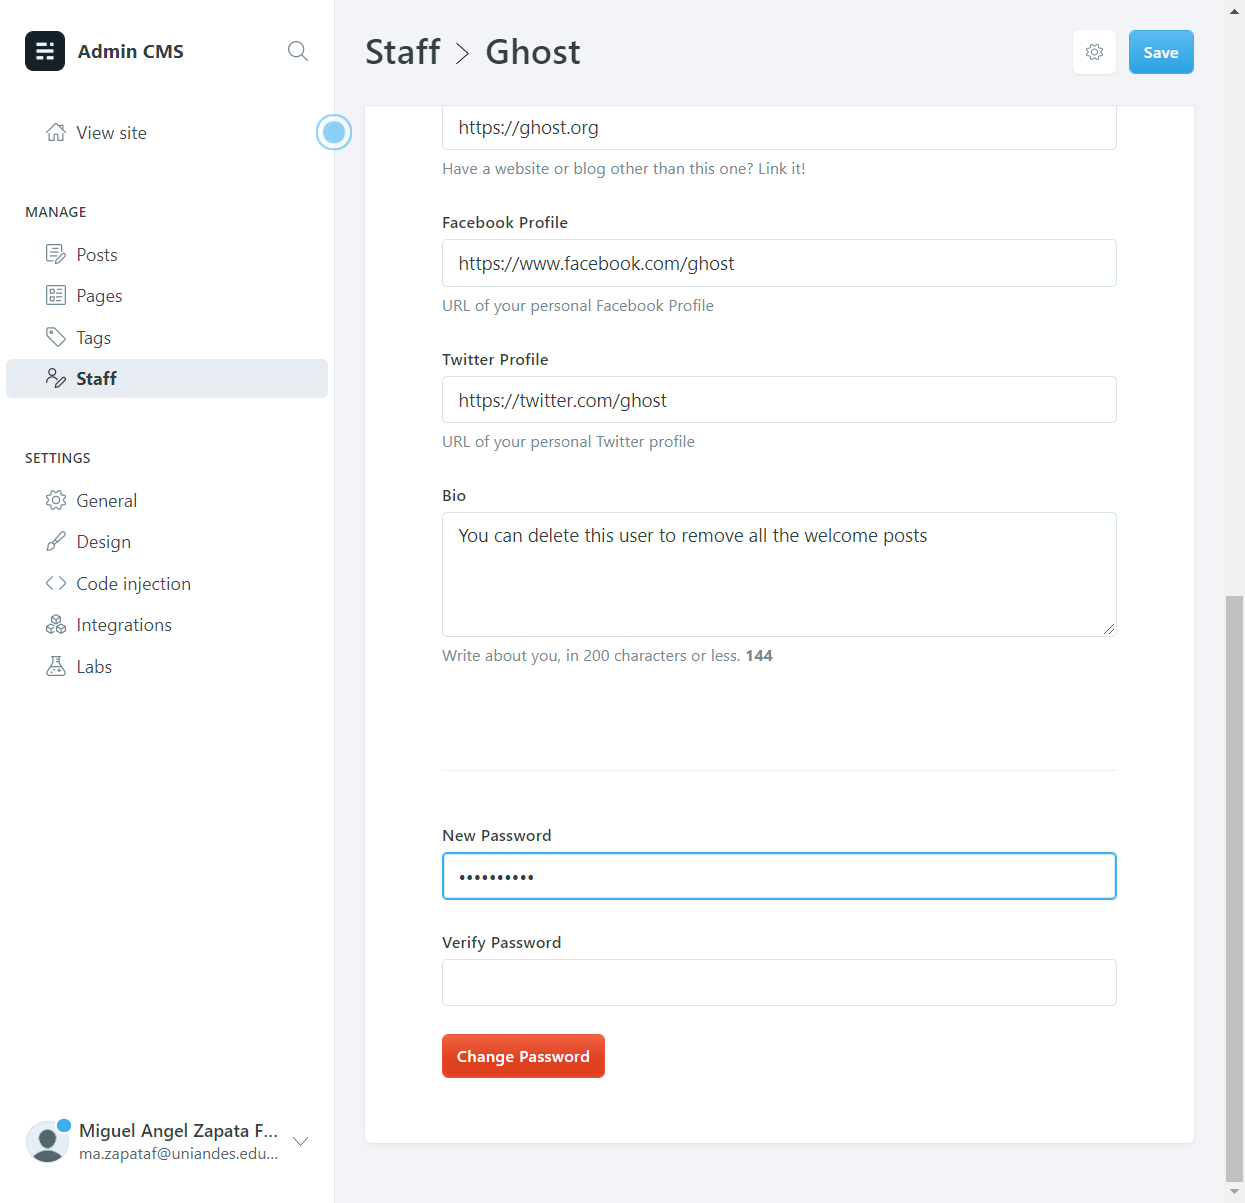 Admin CMS
View site
MANAGE
Posts
Pages
Tags
Staff
SETTINGS
General
Design
Code injection
Integrations
Labs
Miguel Angel Zapata F...
ma.zapataf@uniandes.edu...
Staff > Ghost
Save
https://ghost.org
Have a website or blog other than this one? Link it!
Facebook Profile
https://www.facebook.com/ghost
URL of your personal Facebook Profile
Twitter Profile
https://twitter.com/ghost
URL of your personal Twitter profile
Bio
You can delete this user to remove all the welcome posts
Write about you, in 200 characters or less. 144
New Password
••••••••••
Verify Password
Change Password